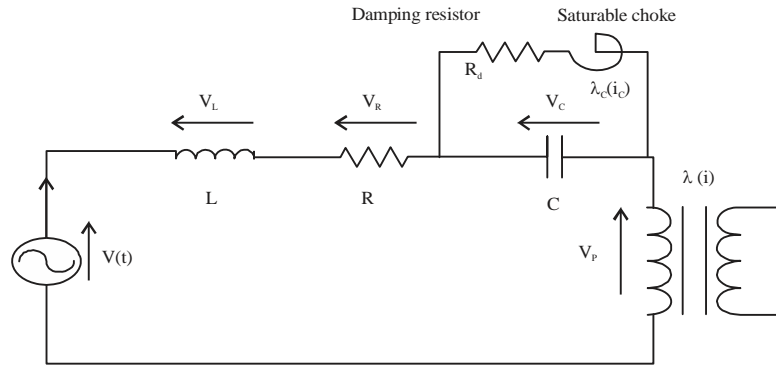 Damping resistor
Saturable choke
R_d
λ_C(i_C)
V_L
V_R
V_C
L
R
C
λ (i)
V(t)
V_P